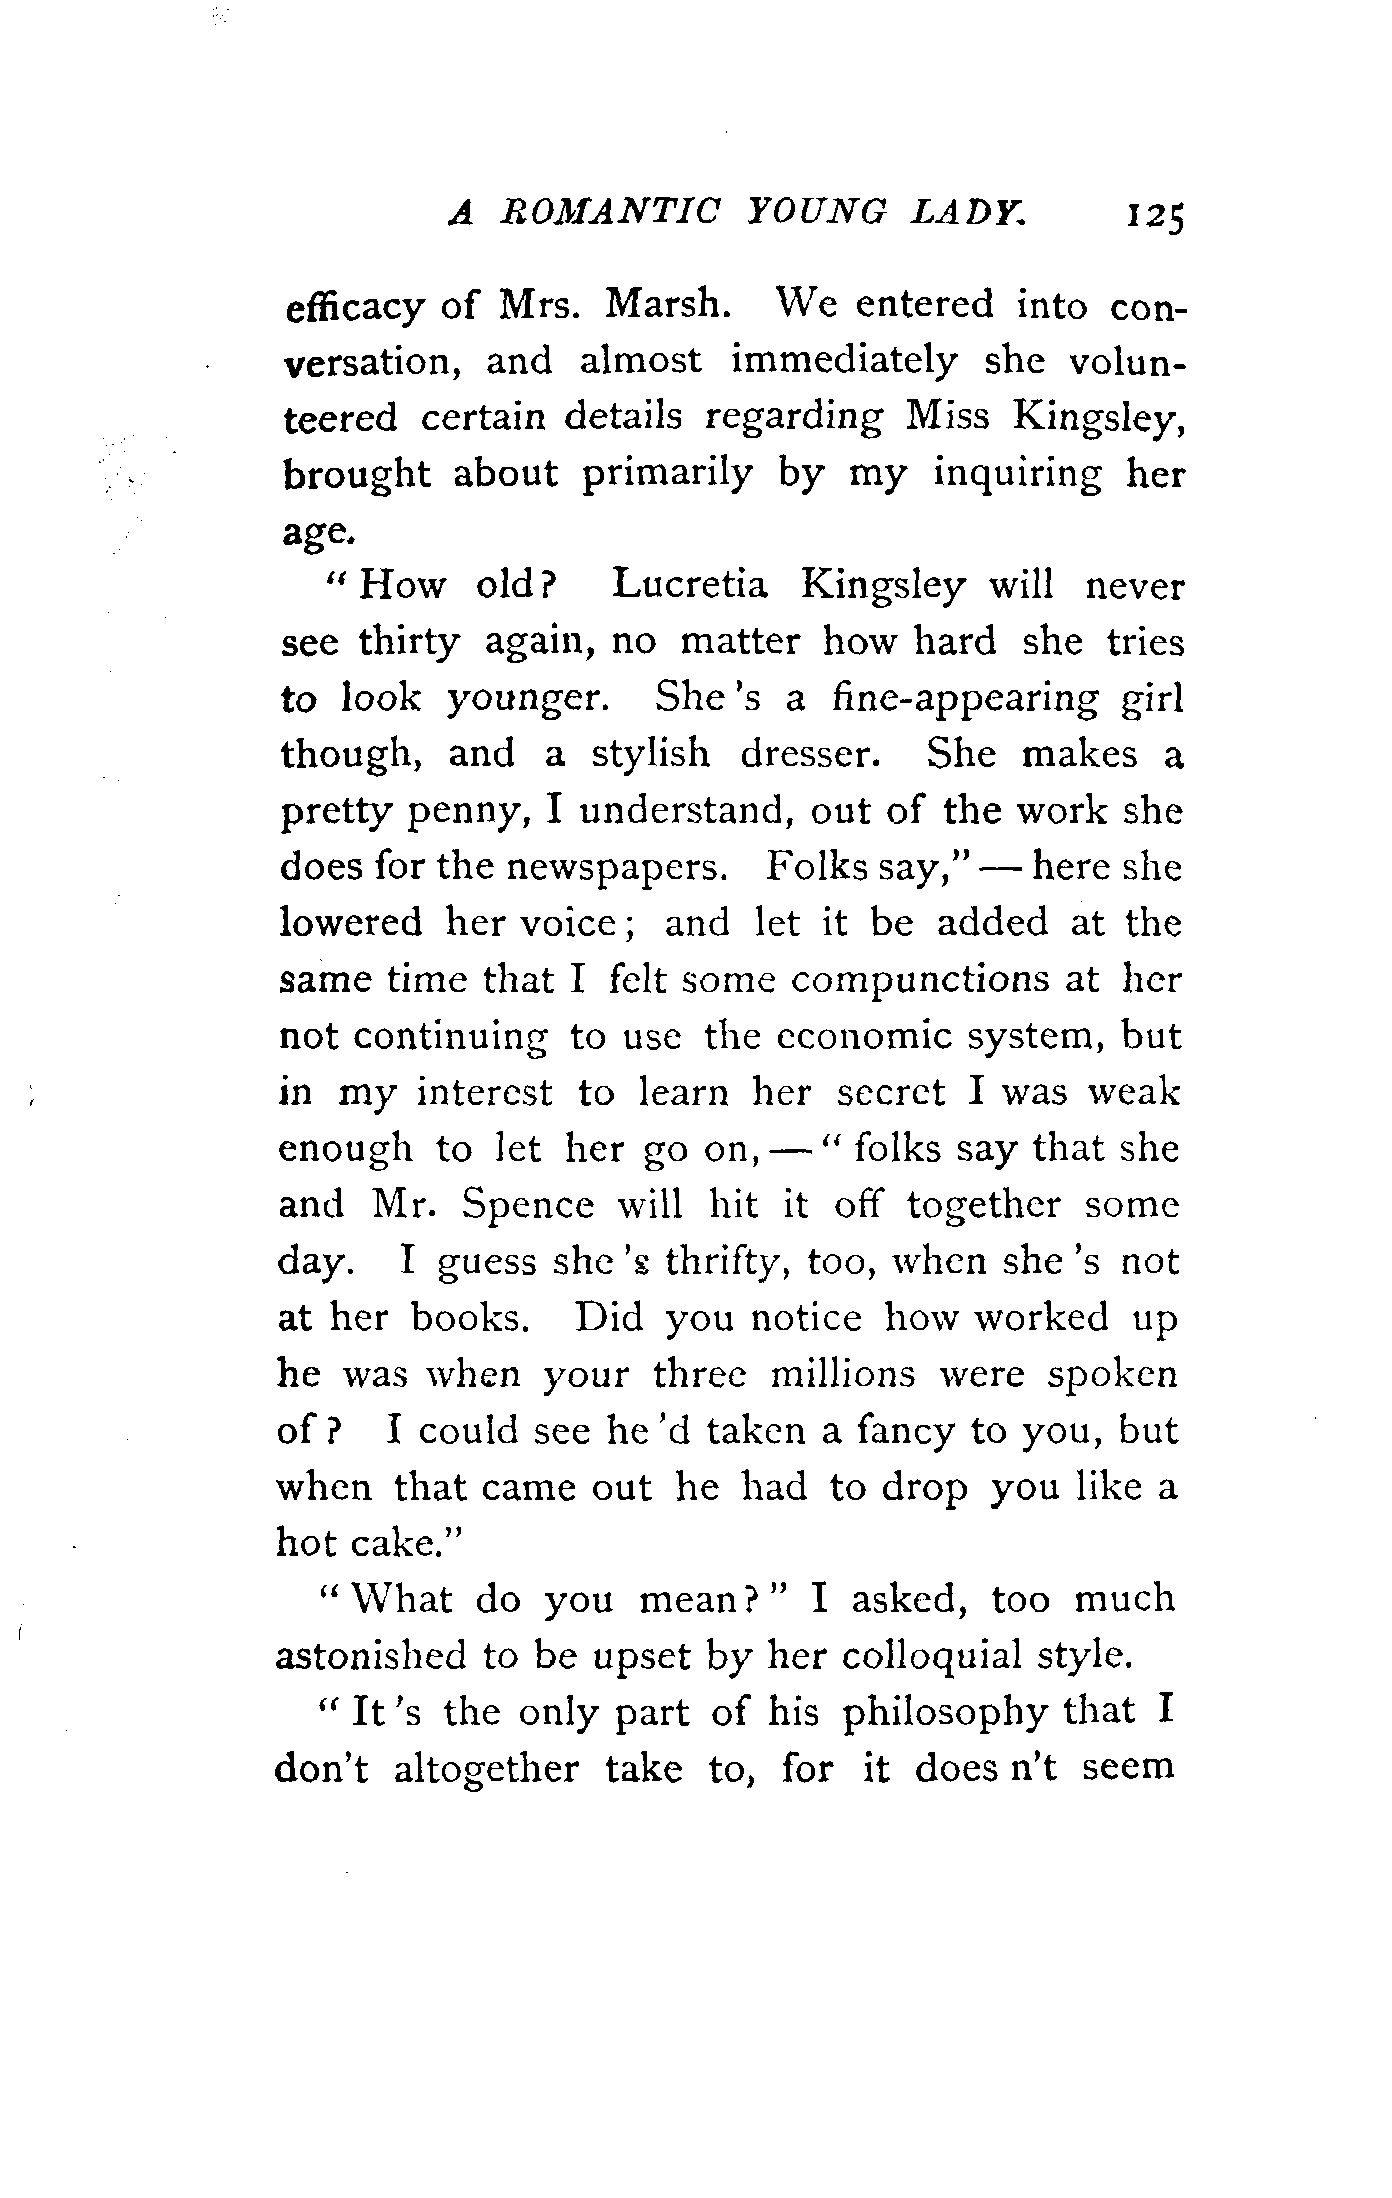 A ROMANTIC YOUNG LADY. 125
efficacy of Mrs. Marsh. We entered into con-
versation, and almost immediately she volun-
teered certain details regarding Miss Kingsley,
brought about primarily by my inquiring her
age.
“ How old? Lucretia Kingsley will never
see thirty again, no matter how hard she tries
to look younger. She 's a fine-appearing girl
though, and a stylish dresser. She makes a
pretty penny, I understand, out of the work she
does for the newspapers. Folks say,” — here she
lowered her voice; and let it be added at the
same time that I felt some compunctions at her
not continuing to use the economic system, but
in my interest to learn her secret I was weak
enough to let her go on, — “ folks say that she
and Mr. Spence will hit it off together some
day. I guess she 's thrifty, too, when she 's not
at her books. Did you notice how worked up
he was when your three millions were spoken
of? I could see he 'd taken a fancy to you, but
when that came out he had to drop you like a
hot cake.”
“ What do you mean? ” I asked, too much
astonished to be upset by her colloquial style.
“ It 's the only part of his philosophy that I
don't altogether take to, for it does n't seem